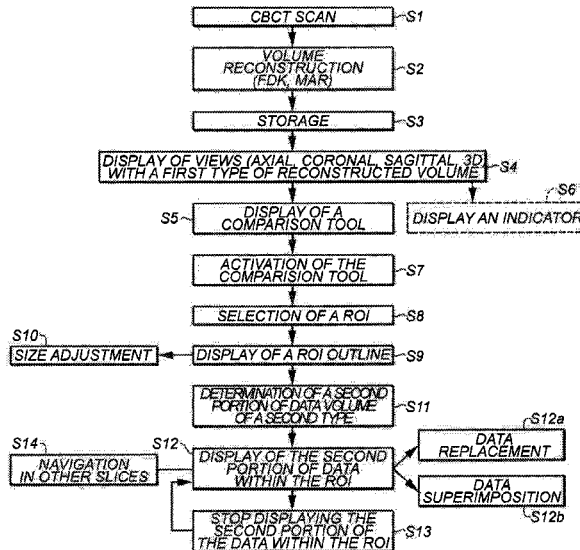 CBCT SCAN
S1
VOLUME
RECONSTRUCTION
(FDK, MAR)
S2
STORAGE
S3
DISPLAY OF VIEWS (AXIAL, CORONAL, SAGITTAL, 3D
WITH A FIRST TYPE OF RECONSTRUCTED VOLUME
S4
S5
DISPLAY OF A
COMPARISON TOOL
S6
DISPLAY AN INDICATOR
ACTIVATION OF THE
COMPARISION TOOL
S7
SELECTION OF A ROI
S8
S10
SIZE ADJUSTMENT
DISPLAY OF A ROI OUTLINE
S9
DETERMINATION OF A SECOND
PORTION OF DATA VOLUME
OF A SECOND TYPE
S11
S14
NAVIGATION
IN OTHER SLICES
S12
DISPLAY OF THE SECOND
PORTION OF DATA
WITHIN THE ROI
S12a
DATA
REPLACEMENT
DATA
SUPERIMPOSITION
S12b
STOP DISPLAYING THE
SECOND PORTION OF
THE DATA WITHIN THE ROI
S13